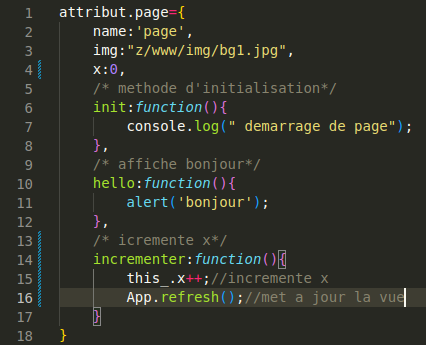 1 attribut.page={
2 name:'page',
3 img:"z/www/img/bg1.jpg",
4 x:0,
5 /* methode d'initialisation*/
6 init:function(){
7 console.log(" demarrage de page");
8 },
9 /* affiche bonjour*/
10 hello:function(){
11 alert('bonjour');
12 },
13 /* icremente x*/
14 incrementer:function(){
15 this_.x++;//incremente x
16 App.refresh();//met a jour la vue
17 }
18 }